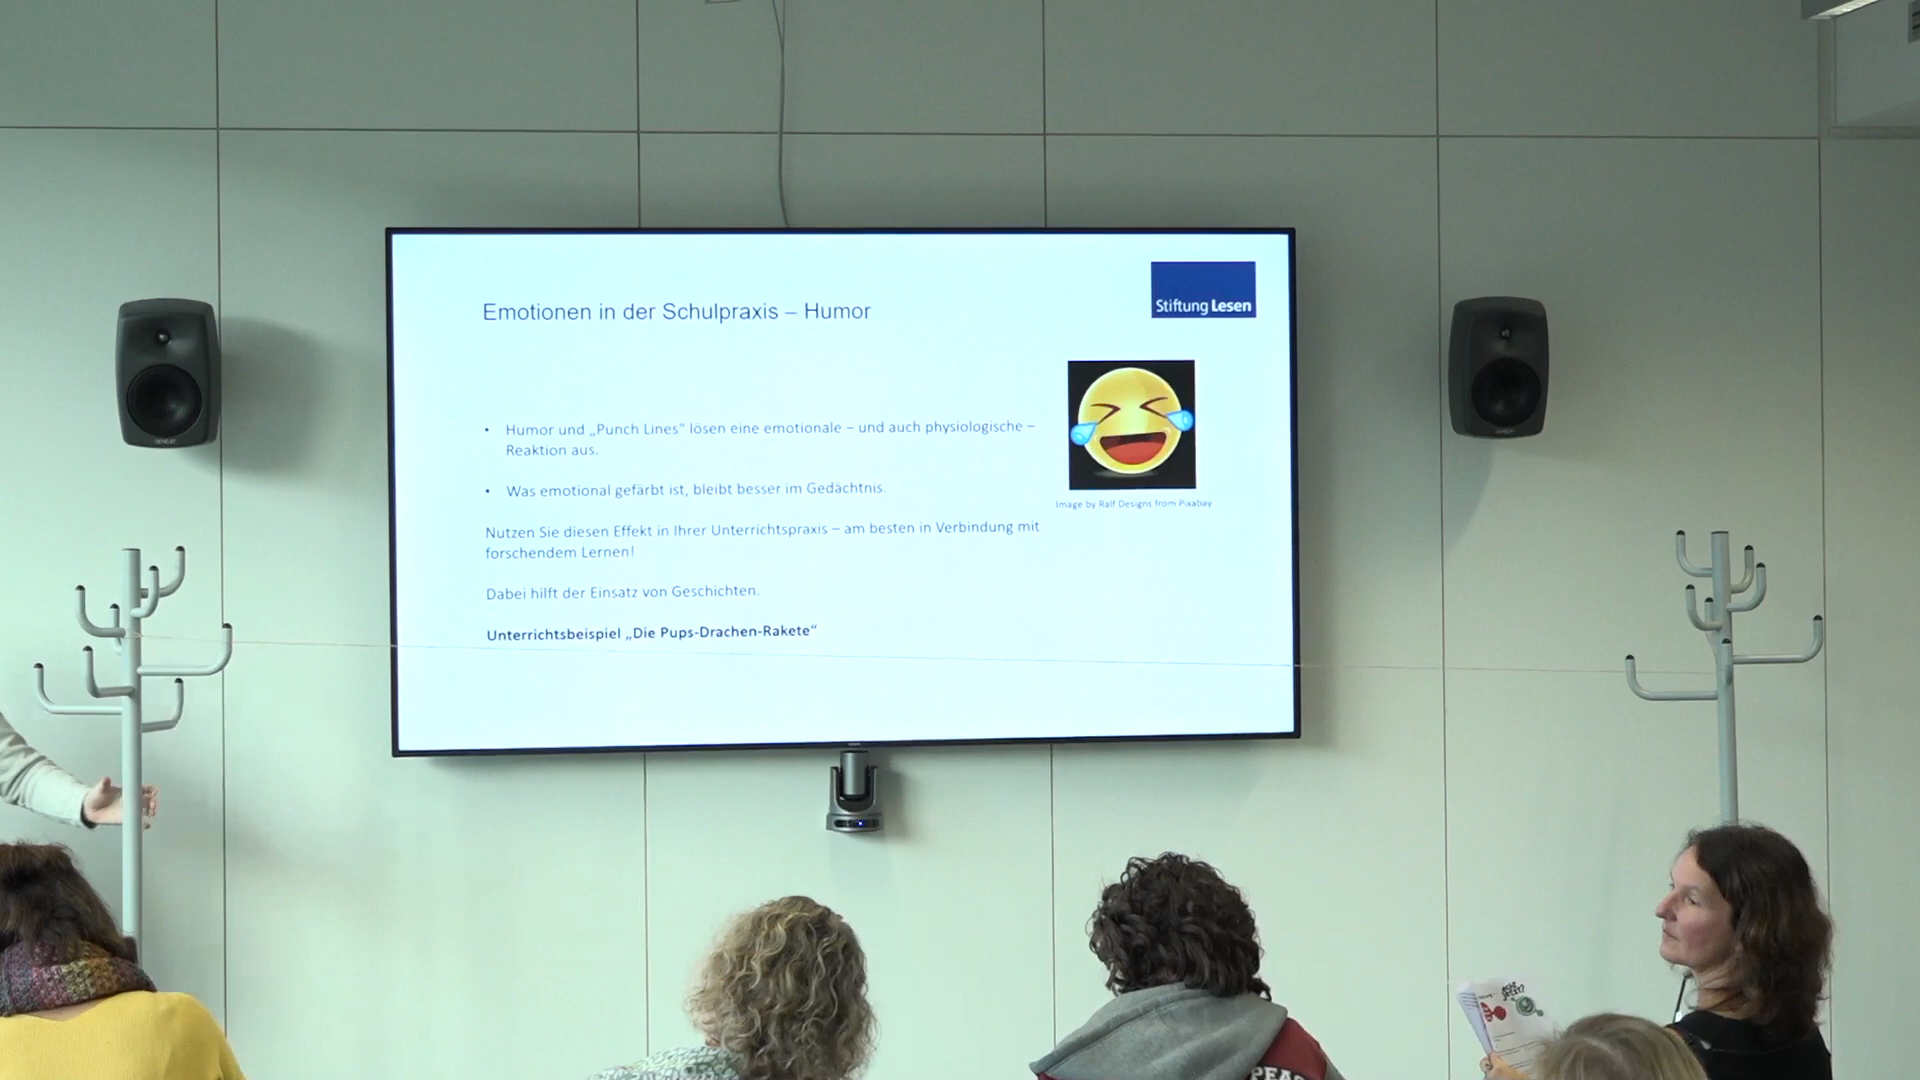 Stiftung Lesen
Emotionen in der Schulpraxis – Humor
• Humor und „Punch Lines“ lösen eine emotionale – und auch physiologische –
Reaktion aus.
• Was emotional gefärbt ist, bleibt besser im Gedächtnis.
Image by Ralf Designs from Pixabay
Nutzen Sie diesen Effekt in Ihrer Unterrichtspraxis – am besten in Verbindung mit
forschendem Lernen!
Dabei hilft der Einsatz von Geschichten.
Unterrichtsbeispiel „Die Pups-Drachen-Rakete“